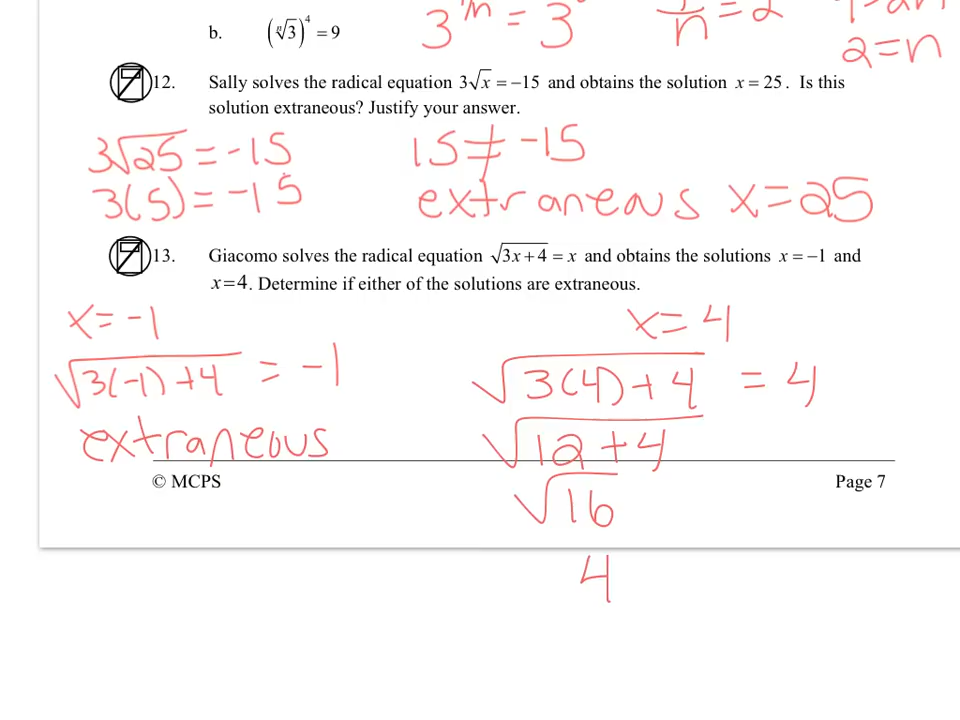 b. (ⁿ√3)⁴ = 9
= 3
= 2
2=n
12. Sally solves the radical equation 3√x = −15 and obtains the solution x = 25. Is this
solution extraneous? Justify your answer.
3√25 = -15
3(5) = -15
15 ≠ -15
extraneous x=25
13. Giacomo solves the radical equation √3x + 4 = x and obtains the solutions x = −1 and
x=4. Determine if either of the solutions are extraneous.
x= -1
√3(-1) +4 = -1
extraneous
x= 4
√3(4)+4 = 4
√12+4
√16
4
© MCPS
Page 7